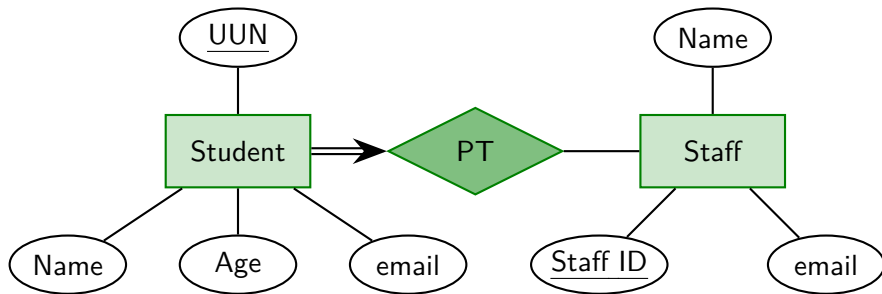 UUN
Name
Student
PT
Staff
Name
Age
email
Staff ID
email